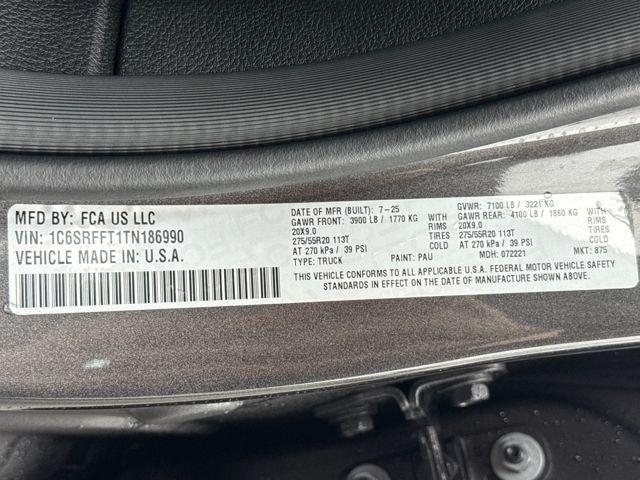 MFD BY: FCA US LLC
VIN: 1C6SRFFT1TN186990
VEHICLE MADE IN: U.S.A.
DATE OF MFR (BUILT): 7-25 GVWR: 7100 LB / 3221 KG
GAWR FRONT: 3900 LB / 1770 KG WITH GAWR REAR: 4100 LB / 1860 KG WITH
20X9.0 RIMS 20X9.0 RIMS
275/55R20 113T TIRES 275/55R20 113T TIRES
AT 270 kPa / 39 PSI AT 270 kPa / 39 PSI
TYPE: TRUCK PAINT: PAU MDH: 072221 MKT: 875
THIS VEHICLE CONFORMS TO ALL APPLICABLE U.S.A. FEDERAL MOTOR VEHICLE SAFETY
STANDARDS IN EFFECT ON THE DATE OF MANUFACTURE SHOWN ABOVE.